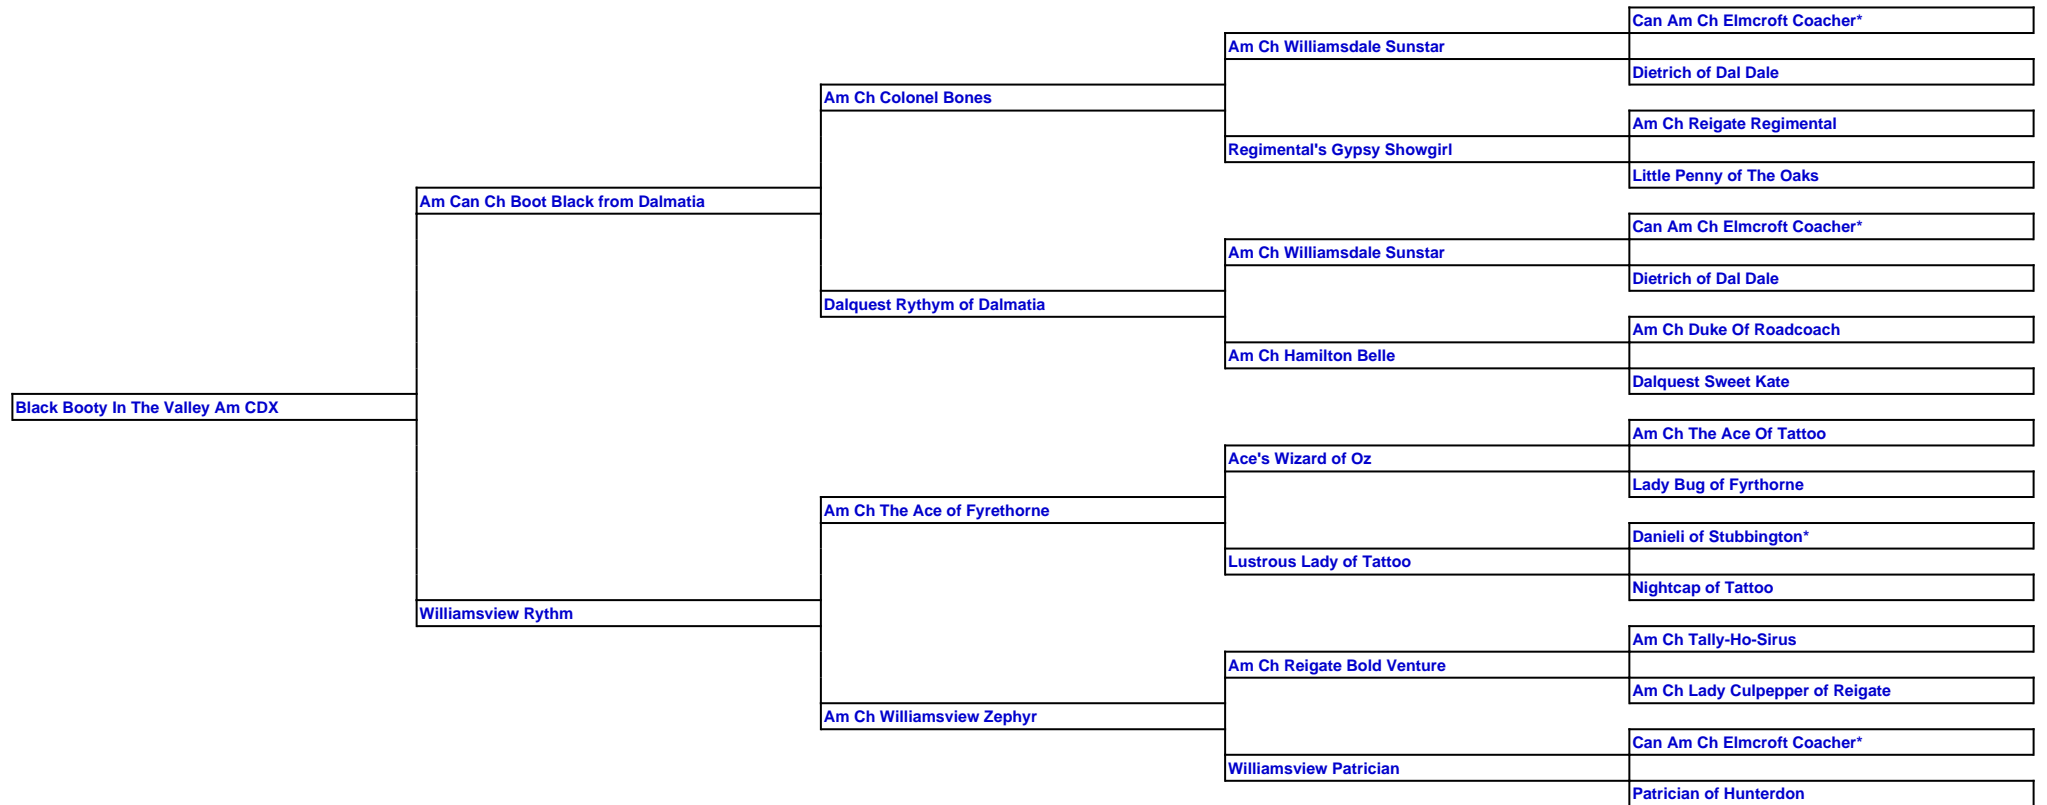 Can Am Ch Elmcroft Coacher*
Am Ch Williamsdale Sunstar
Dietrich of Dal Dale
Am Ch Colonel Bones
Am Ch Reigate Regimental
Regimental's Gypsy Showgirl
Little Penny of The Oaks
Am Can Ch Boot Black from Dalmatia
Can Am Ch Elmcroft Coacher*
Am Ch Williamsdale Sunstar
Dietrich of Dal Dale
Dalquest Rythym of Dalmatia
Am Ch Duke Of Roadcoach
Am Ch Hamilton Belle
Dalquest Sweet Kate
Black Booty In The Valley Am CDX
Am Ch The Ace Of Tattoo
Ace's Wizard of Oz
Lady Bug of Fyrthorne
Am Ch The Ace of Fyrethorne
Danieli of Stubbington*
Lustrous Lady of Tattoo
Nightcap of Tattoo
Williamsview Rythm
Am Ch Tally-Ho-Sirus
Am Ch Reigate Bold Venture
Am Ch Lady Culpepper of Reigate
Am Ch Williamsview Zephyr
Can Am Ch Elmcroft Coacher*
Williamsview Patrician
Patrician of Hunterdon